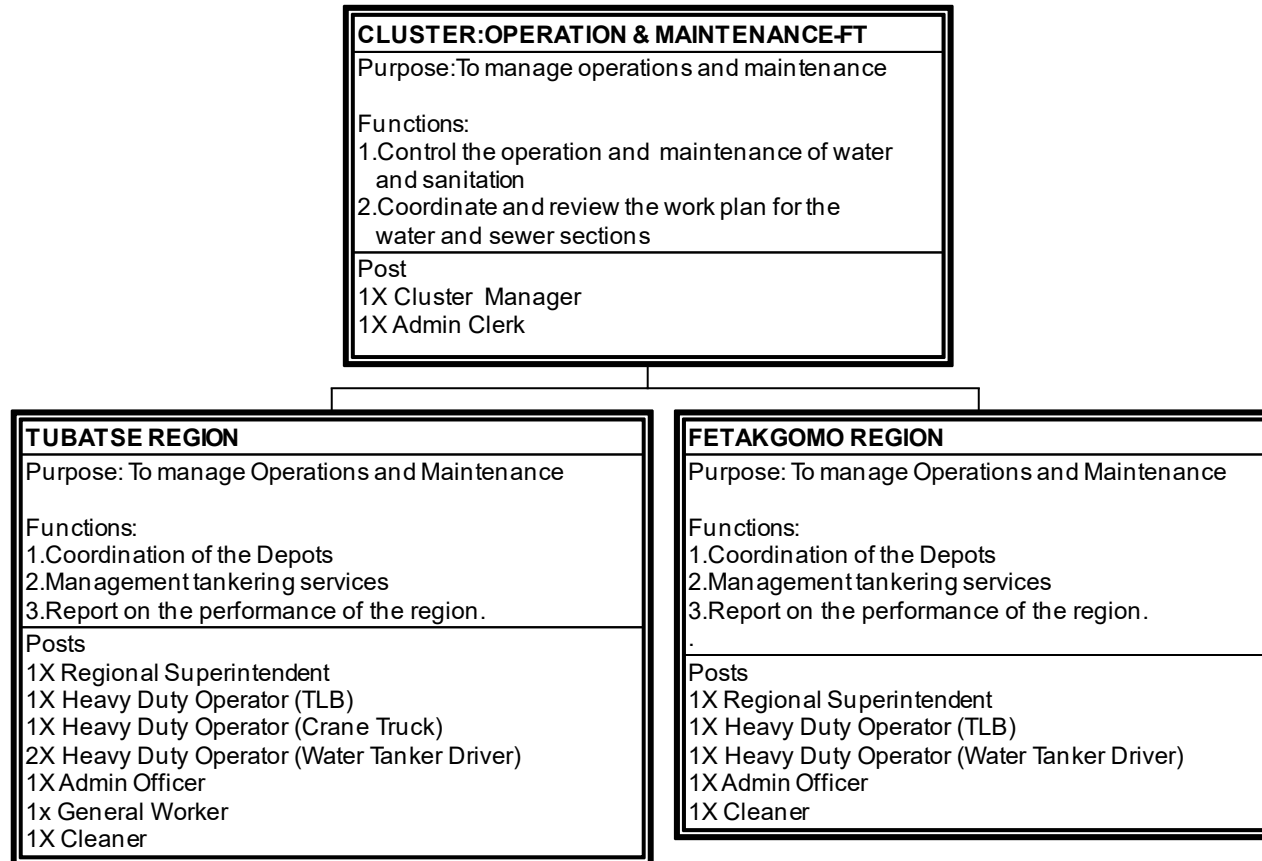 CLUSTER:OPERATION & MAINTENANCE-FT
Purpose:To manage operations and maintenance
Functions:
1.Control the operation and maintenance of water
and sanitation
2.Coordinate and review the work plan for the
water and sewer sections
Post
1X Cluster Manager
1X Admin Clerk
TUBATSE REGION
Purpose: To manage Operations and Maintenance
Functions:
1.Coordination of the Depots
2.Management tankering services
3.Report on the performance of the region.
Posts
1X Regional Superintendent
1X Heavy Duty Operator (TLB)
1X Heavy Duty Operator (Crane Truck)
2X Heavy Duty Operator (Water Tanker Driver)
1X Admin Officer
1x General Worker
1X Cleaner
FETAKGOMO REGION
Purpose: To manage Operations and Maintenance
Functions:
1.Coordination of the Depots
2.Management tankering services
3.Report on the performance of the region.
.
Posts
1X Regional Superintendent
1X Heavy Duty Operator (TLB)
1X Heavy Duty Operator (Water Tanker Driver)
1X Admin Officer
1X Cleaner